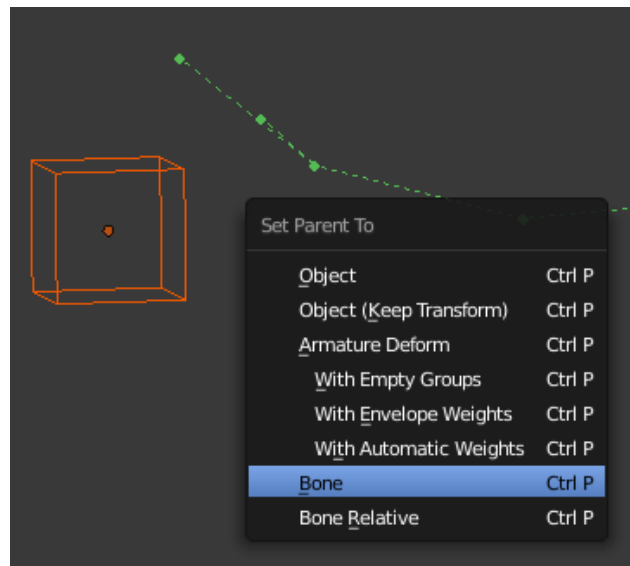 Set Parent To
Object Ctrl P
Object (Keep Transform) Ctrl P
Armature Deform Ctrl P
With Empty Groups Ctrl P
With Envelope Weights Ctrl P
With Automatic Weights Ctrl P
Bone Ctrl P
Bone Relative Ctrl P